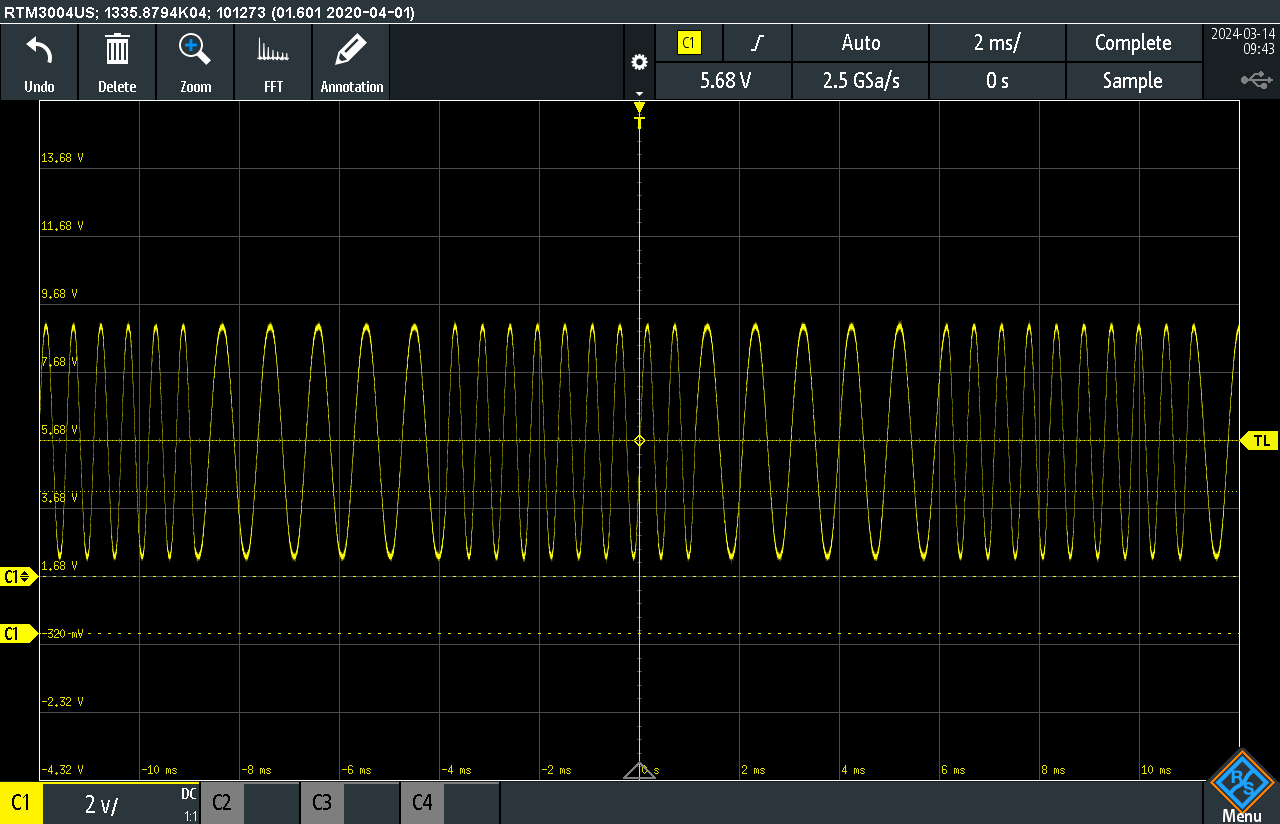 RTM3004US; 1335.8794K04; 101273 (01.601 2020-04-01)
Undo
Delete
Zoom
FFT
Annotation
C1
Auto
2 ms/
Complete
5.68 V
2.5 GSa/s
0 s
Sample
2024-03-14
09:43
T
13.68 V
11.68 V
9.68 V
7.68 V
5.68 V
TL
3.68 V
1.68 V
C1
C1
-320 mV
-2.32 V
-4.32 V
-10 ms
-8 ms
-6 ms
-4 ms
-2 ms
0 s
2 ms
4 ms
6 ms
8 ms
10 ms
C1
2 V/
DC
1:1
C2
C3
C4
R S
Menu